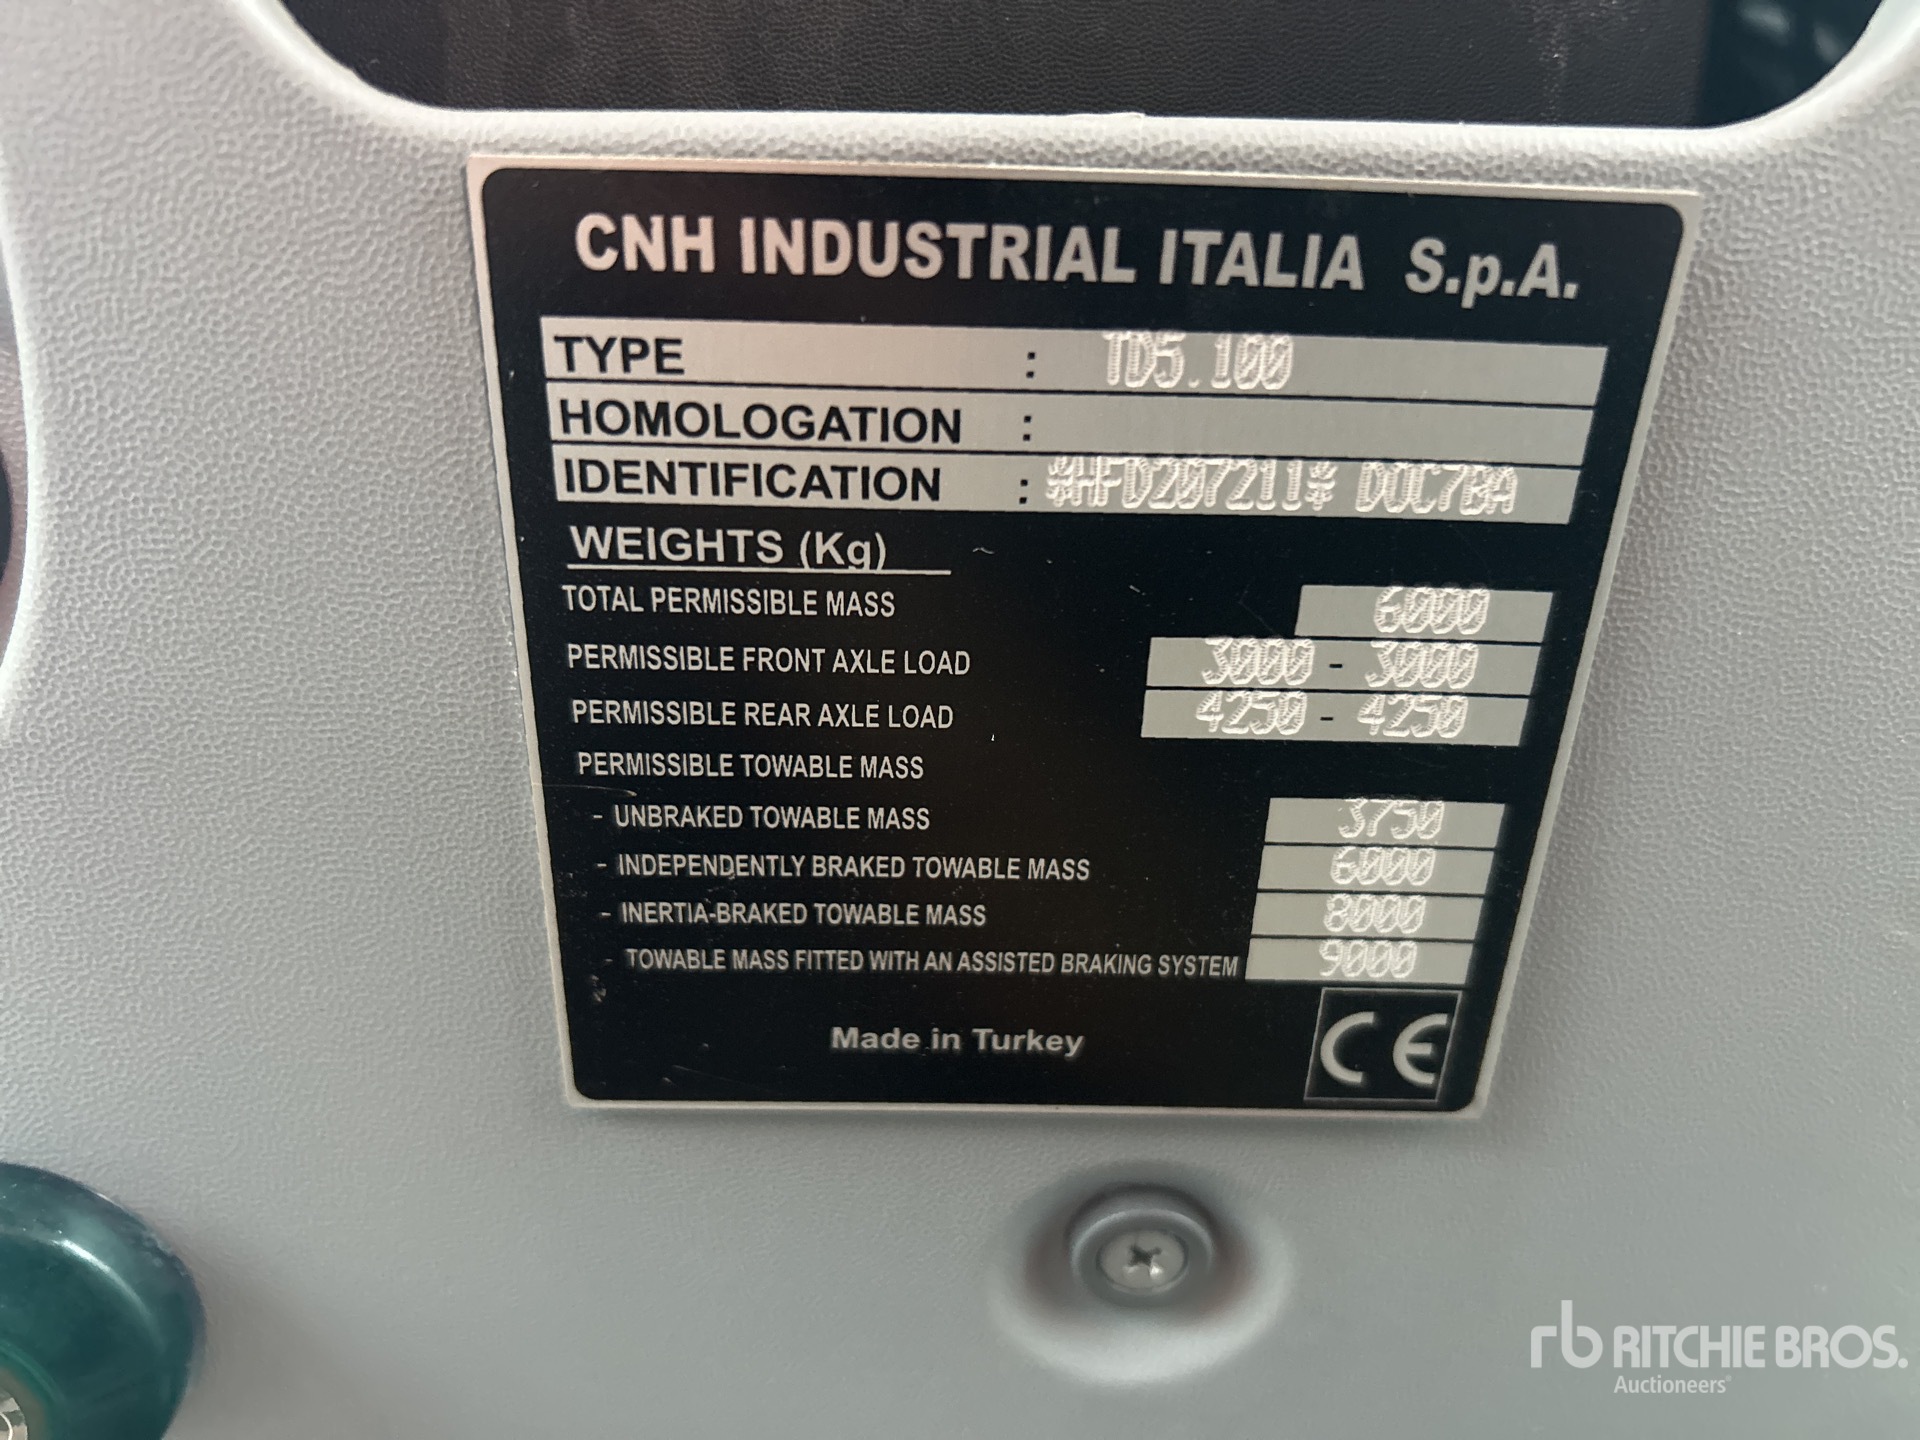 CNH INDUSTRIAL ITALIA S.p.A.
TYPE : TD5.100
HOMOLOGATION :
IDENTIFICATION : *HFD207211* DOC7BA
WEIGHTS (Kg)
TOTAL PERMISSIBLE MASS 6000
PERMISSIBLE FRONT AXLE LOAD 3000 - 3000
PERMISSIBLE REAR AXLE LOAD 4250 - 4250
PERMISSIBLE TOWABLE MASS
- UNBRAKED TOWABLE MASS 3750
- INDEPENDENTLY BRAKED TOWABLE MASS 6000
- INERTIA-BRAKED TOWABLE MASS 8000
- TOWABLE MASS FITTED WITH AN ASSISTED BRAKING SYSTEM 9000
Made in Turkey CE
rb RITCHIE BROS.
Auctioneers